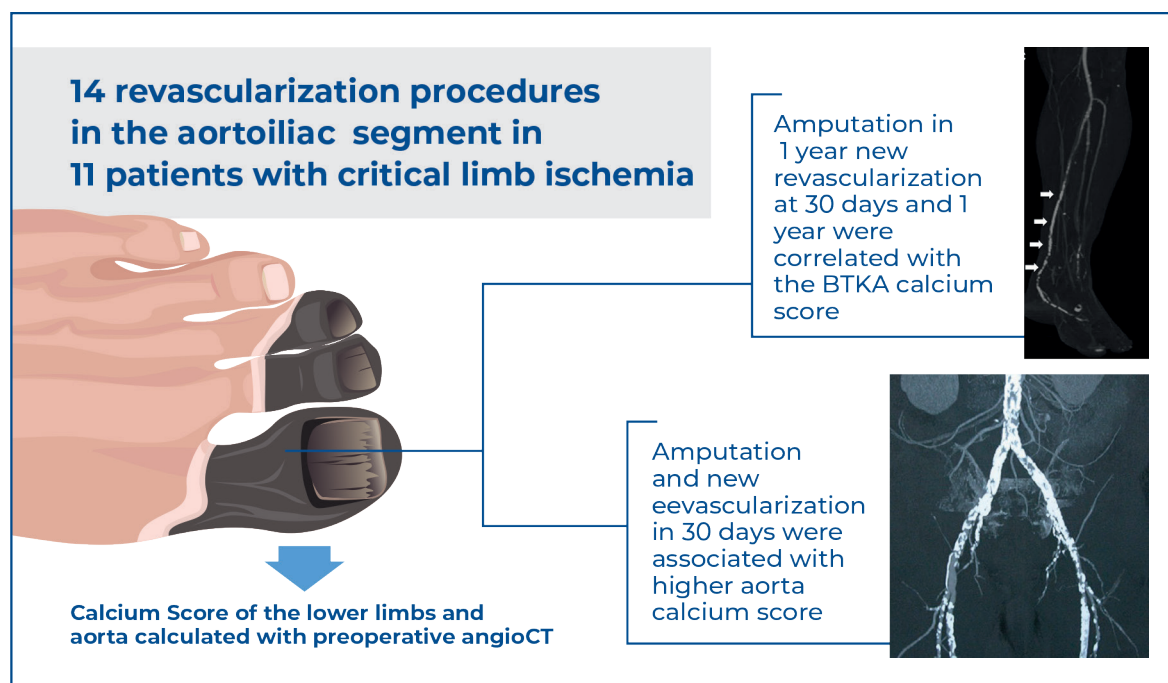 14 revascularization procedures
in the aortoiliac segment in
11 patients with critical limb ischemia
Amputation in
1 year new
revascularization
at 30 days and 1
year were
correlated with
the BTKA calcium
score
Amputation
and new
eevascularization
in 30 days were
associated with
higher aorta
calcium score
Calcium Score of the lower limbs and
aorta calculated with preoperative angioCT